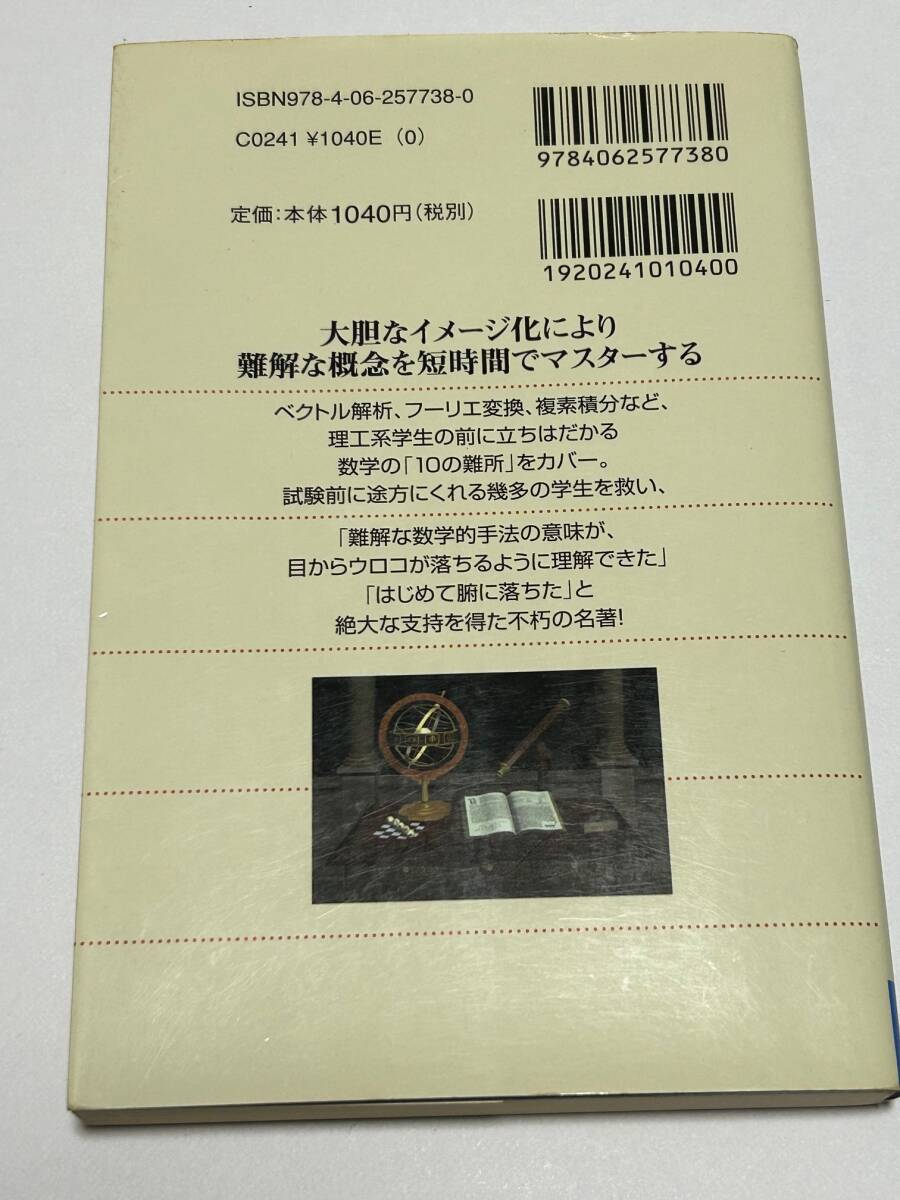 ISBN978-4-06-257738-0
C0241 ¥1040E (0)
9784062577380
定価:本体1040円(税別)
1920241010400
大胆なイメージ化により
難解な概念を短時間でマスターする
ベクトル解析、フーリエ変換、複素積分など、
理工系学生の前に立ちはだかる
数学の「10の難所」をカバー。
試験前に途方にくれる幾多の学生を救い、
「難解な数学的手法の意味が、
目からウロコが落ちるように理解できた」
「はじめて腑に落ちた」と
絶大な支持を得た不朽の名著!